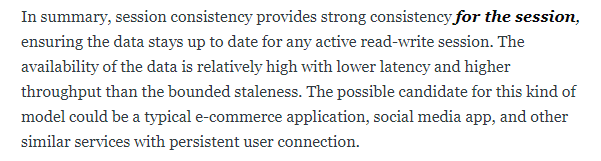 In summary, session consistency provides strong consistency for the session,
ensuring the data stays up to date for any active read-write session. The
availability of the data is relatively high with lower latency and higher
throughput than the bounded staleness. The possible candidate for this kind of
model could be a typical e-commerce application, social media app, and other
similar services with persistent user connection.